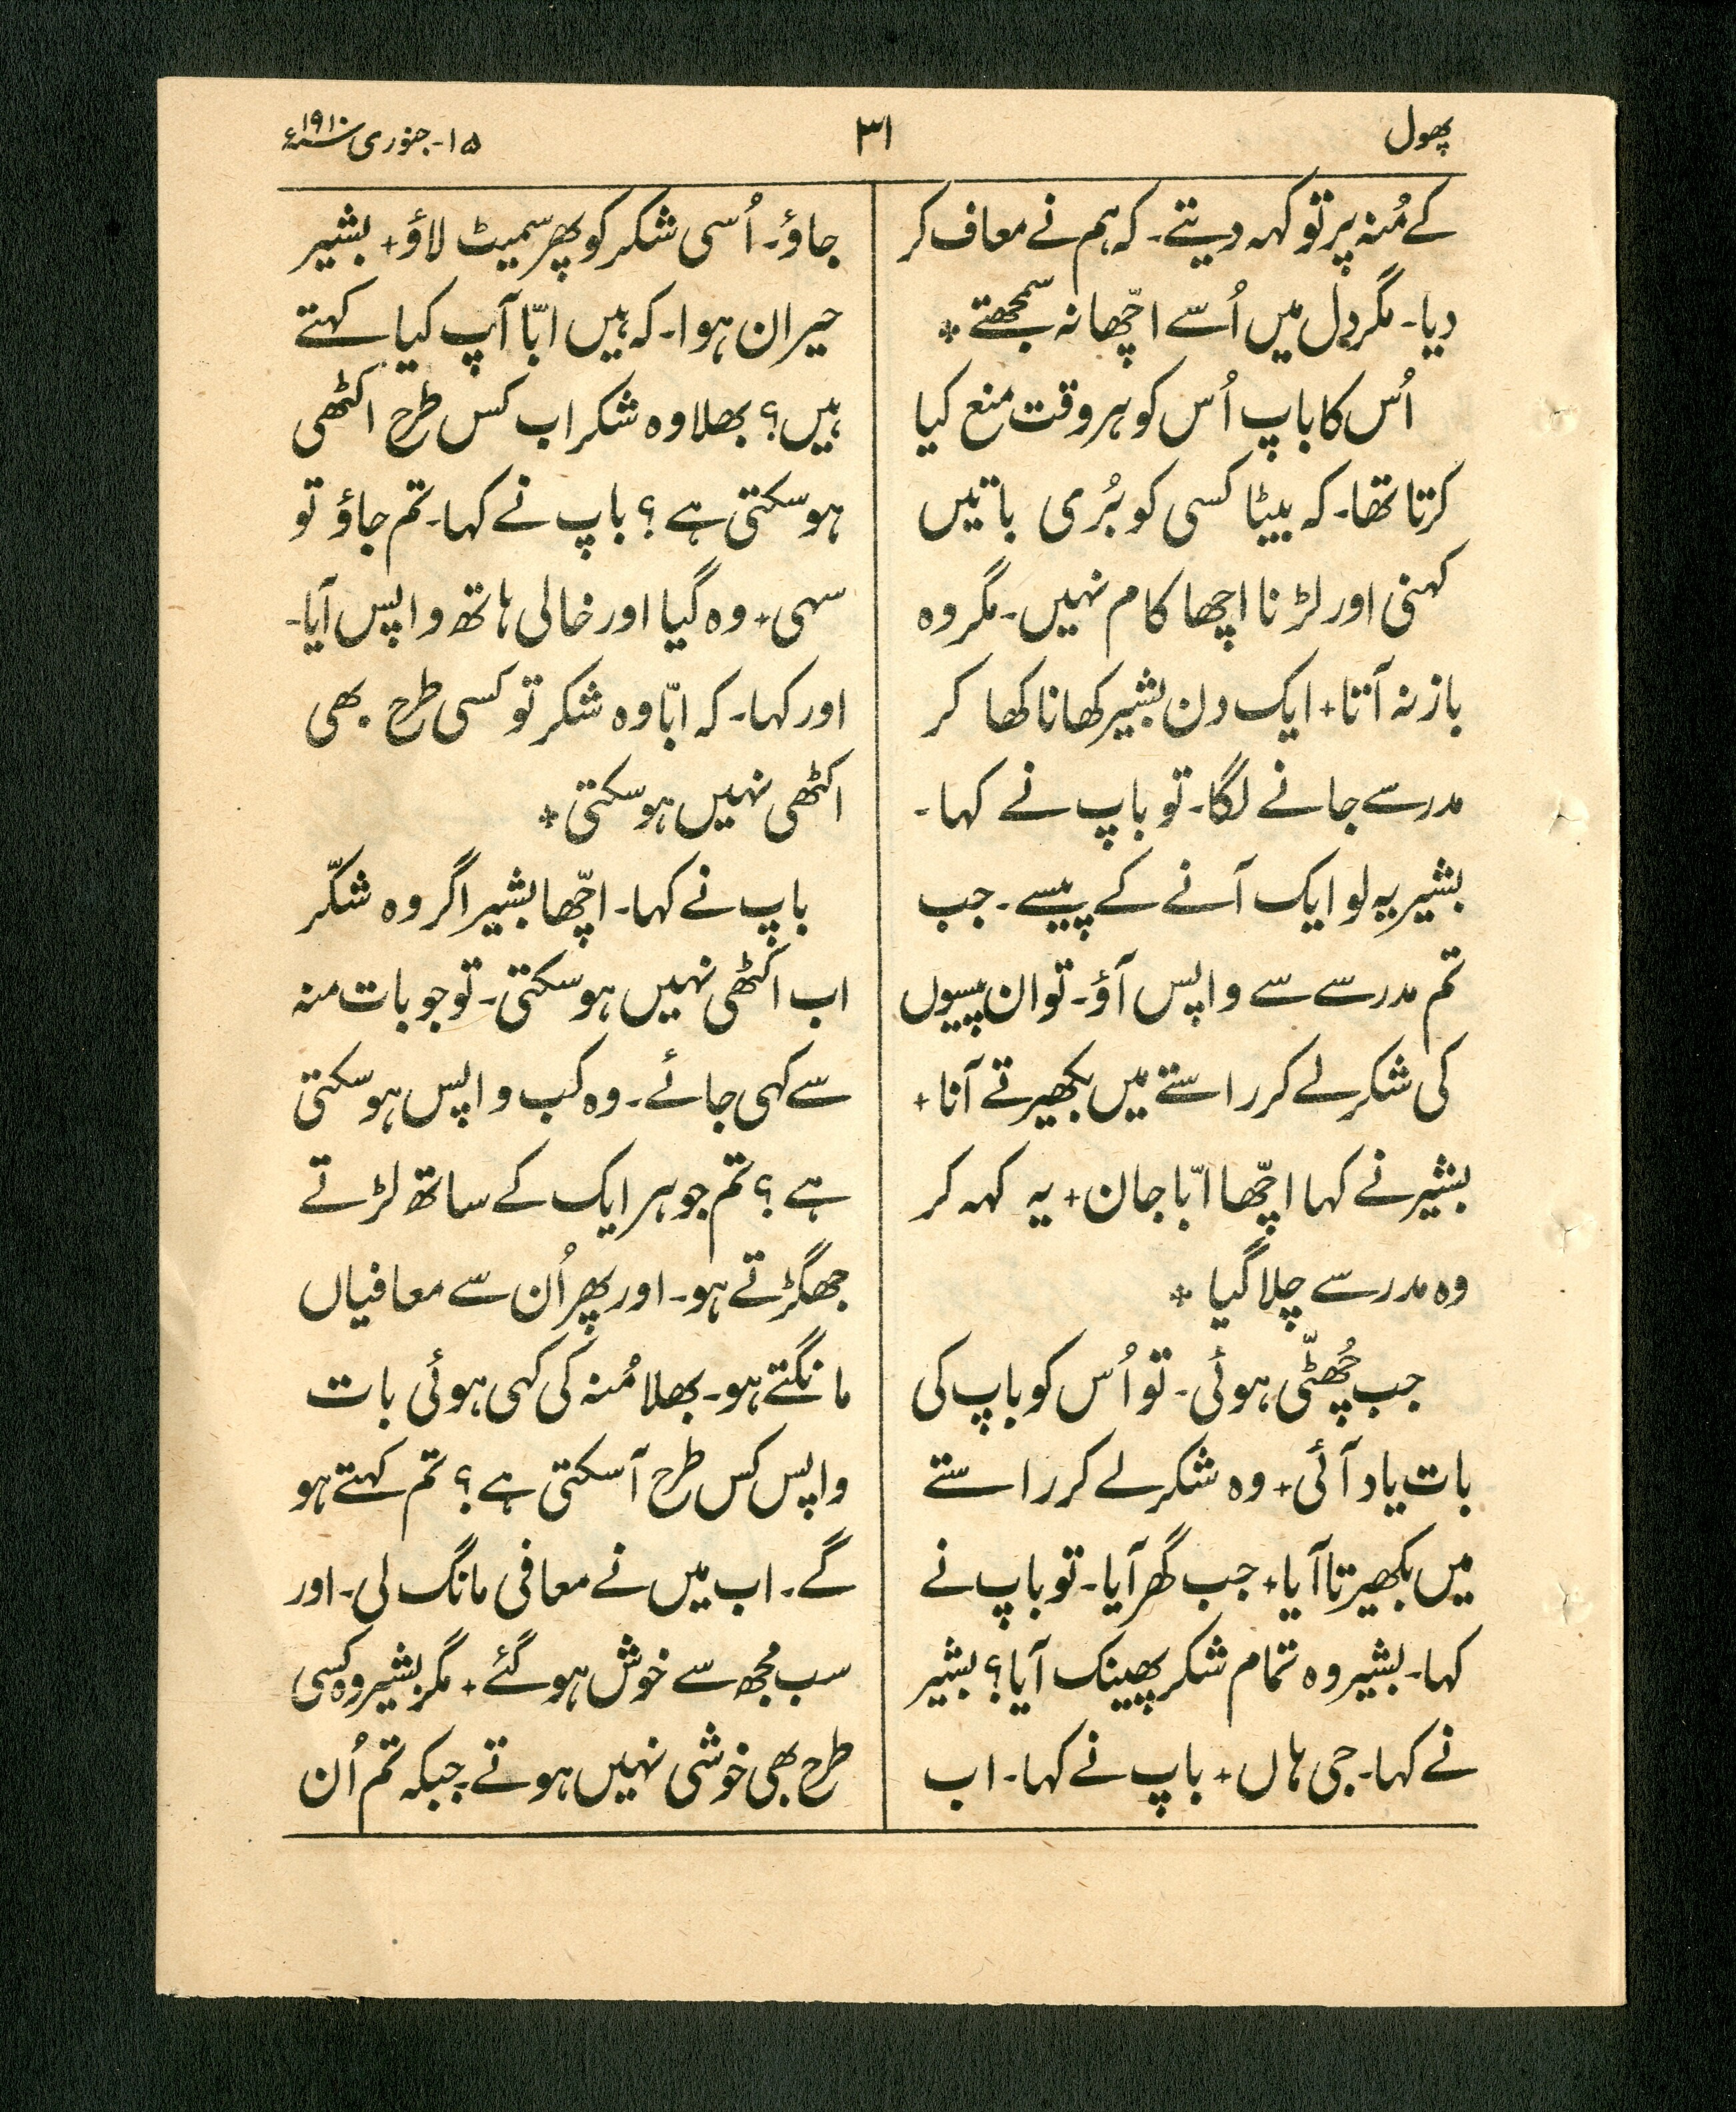 پھول
۳۱
۱۵-جنوری ۱۹۱۰ء
کے مُنہ پر تو کہہ دیتے۔ کہ ہم نے معاف کر
دیا۔ مگر دِل میں اُسے اچّھا نہ سمجھتے٭
اُس کا باپ اُس کو ہر وقت منع کیا
کرتا تھا۔ کہ بیٹا کسی کو بُری باتیں
کہنی اور لڑنا اچھا کام نہیں۔ مگر وہ
باز نہ آتا+ ایک دن بشیر کھانا کھا کر
مدرسے جانے لگا۔ تو باپ نے کہا۔
بشیر یہ لو ایک آنے کے پیسے۔ جب
تم مدرسے سے واپس آؤ۔ تو ان پیسوں
کی شکر لے کر راستے میں بکھیرتے آنا+
بشیر نے کہا اچّھا ابّا جان+ یہ کہہ کر
وہ مدرسے چلا گیا ٭
جب چُھٹّی ہوئی۔ تو اُس کو باپ کی
بات یاد آئی+ وہ شکر لے کر راستے
میں بکھیرتا آیا+ جب گھر آیا۔ تو باپ نے
کہا۔ بشیر وہ تمام شکر پھینک آیا؟ بشیر
نے کہا۔ جی ہاں+ باپ نے کہا۔ اب
جاؤ۔ اُسی شکر کو پھر سمیٹ لاؤ+ بشیر
حیران ہوا۔ کہ ہیں ابّا آپ کیا کہتے
ہیں؟ بھلا وہ شکر اب کس طرح اکٹھی
ہو سکتی ہے؟ باپ نے کہا۔ تم جاؤ تو
سہی+ وہ گیا اور خالی ہاتھ واپس آیا۔
اور کہا۔ کہ ابّا وہ شکر تو کسی طرح بھی
اکٹھی نہیں ہو سکتی٭
باپ نے کہا۔ اچّھا بشیر اگر وہ شکّر
اب اکٹھی نہیں ہو سکتی۔ تو جو بات منہ
سے کہی جائے۔ وہ کب واپس ہو سکتی
ہے؟ تم جو ہر ایک کے ساتھ لڑتے
جھگڑتے ہو۔ اور پھر اُن سے معافیاں
مانگتے ہو۔ بھلا مُنہ کی کہی ہوئی بات
واپس کس طرح آ سکتی ہے؟ تم کہتے ہو
گے۔ اب میں نے معافی مانگ لی۔ اور
سب مجھ سے خوش ہو گئے+ مگر بشیر وہ کسی
طرح بھی خوشی نہیں ہوتے۔ جبکہ تم اُن